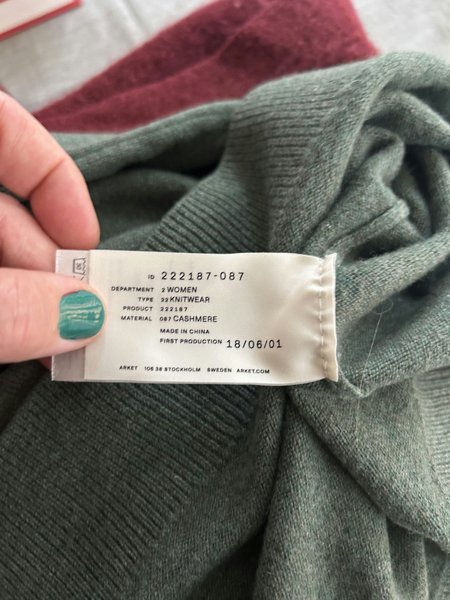 ID 222187-087
DEPARTMENT 2 WOMEN
TYPE 22 KNITWEAR
PRODUCT 222187
MATERIAL 087 CASHMERE
MADE IN CHINA
FIRST PRODUCTION 18/06/01
ARKET 106 38 STOCKHOLM SWEDEN ARKET.COM
30